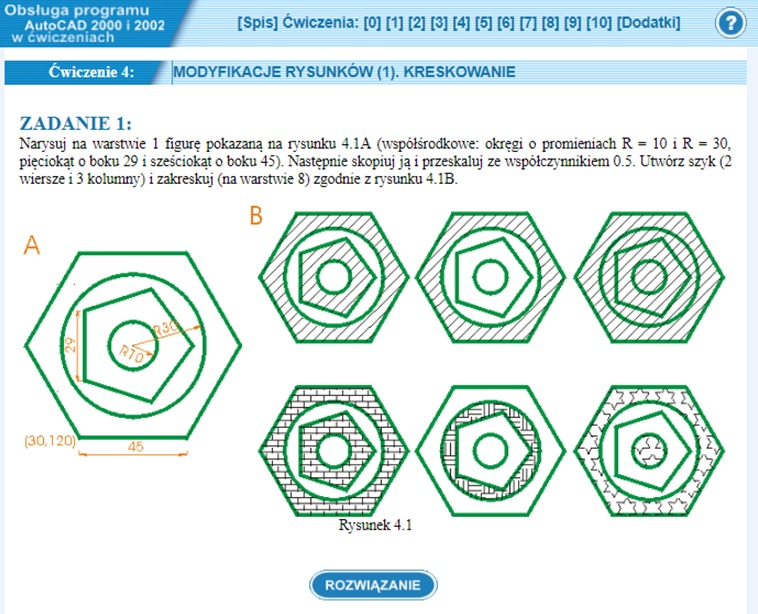 Obsługa programu
AutoCAD 2000 i 2002
w ćwiczeniach
[Spis] Ćwiczenia: [0] [1] [2] [3] [4] [5] [6] [7] [8] [9] [10] [Dodatki]
?
Ćwiczenie 4:
MODYFIKACJE RYSUNKÓW (1). KRESKOWANIE
ZADANIE 1:
Narysuj na warstwie 1 figurę pokazaną na rysunku 4.1A (współśrodkowe: okręgi o promieniach R = 10 i R = 30,
pięciokąt o boku 29 i sześciokąt o boku 45). Następnie skopiuj ją i przeskaluj ze współczynnikiem 0.5. Utwórz szyk (2
wiersze i 3 kolumny) i zakreskuj (na warstwie 8) zgodnie z rysunku 4.1B.
A
B
R30
R10
29
(30,120)
45
Rysunek 4.1
ROZWIĄZANIE